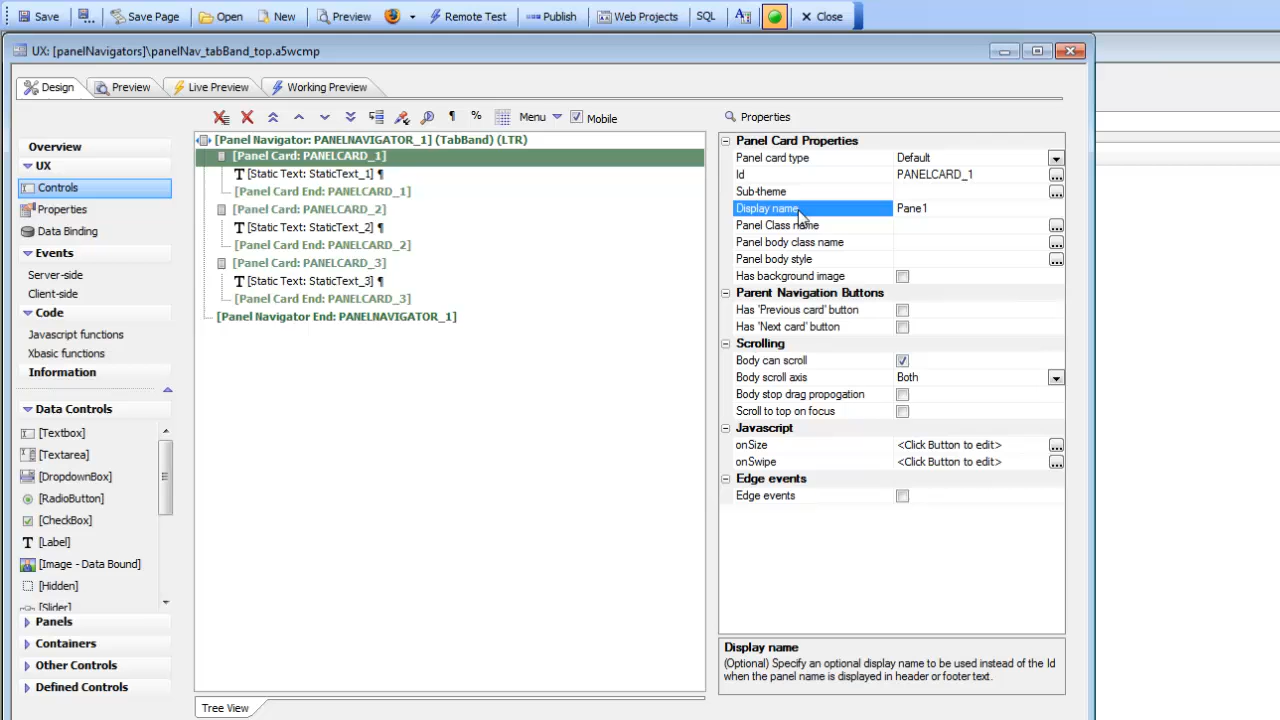 Save Save Page Open New Preview Remote Test Publish Web Projects SQL Close
UX: [panelNavigators]\panelNav_tabBand_top.a5wcmp
Design Preview Live Preview Working Preview
¶ % Menu Mobile
Properties
Overview
UX
Controls
Properties
Data Binding
Events
Server-side
Client-side
Code
Javascript functions
Xbasic functions
Information
Data Controls
[Textbox]
[Textarea]
[DropdownBox]
[RadioButton]
[CheckBox]
[Label]
[Image - Data Bound]
[Hidden]
[Slider]
Panels
Containers
Other Controls
Defined Controls
[Panel Navigator: PANELNAVIGATOR_1] (TabBand) (LTR)
[Panel Card: PANELCARD_1]
[Static Text: StaticText_1] ¶
[Panel Card End: PANELCARD_1]
[Panel Card: PANELCARD_2]
[Static Text: StaticText_2] ¶
[Panel Card End: PANELCARD_2]
[Panel Card: PANELCARD_3]
[Static Text: StaticText_3] ¶
[Panel Card End: PANELCARD_3]
[Panel Navigator End: PANELNAVIGATOR_1]
Tree View
Panel Card Properties
Panel card type Default
Id PANELCARD_1
Sub-theme
Display name Pane1
Panel Class name
Panel body class name
Panel body style
Has background image
Parent Navigation Buttons
Has 'Previous card' button
Has 'Next card' button
Scrolling
Body can scroll
Body scroll axis Both
Body stop drag propogation
Scroll to top on focus
Javascript
onSize <Click Button to edit>
onSwipe <Click Button to edit>
Edge events
Edge events
Display name
(Optional) Specify an optional display name to be used instead of the Id
when the panel name is displayed in header or footer text.